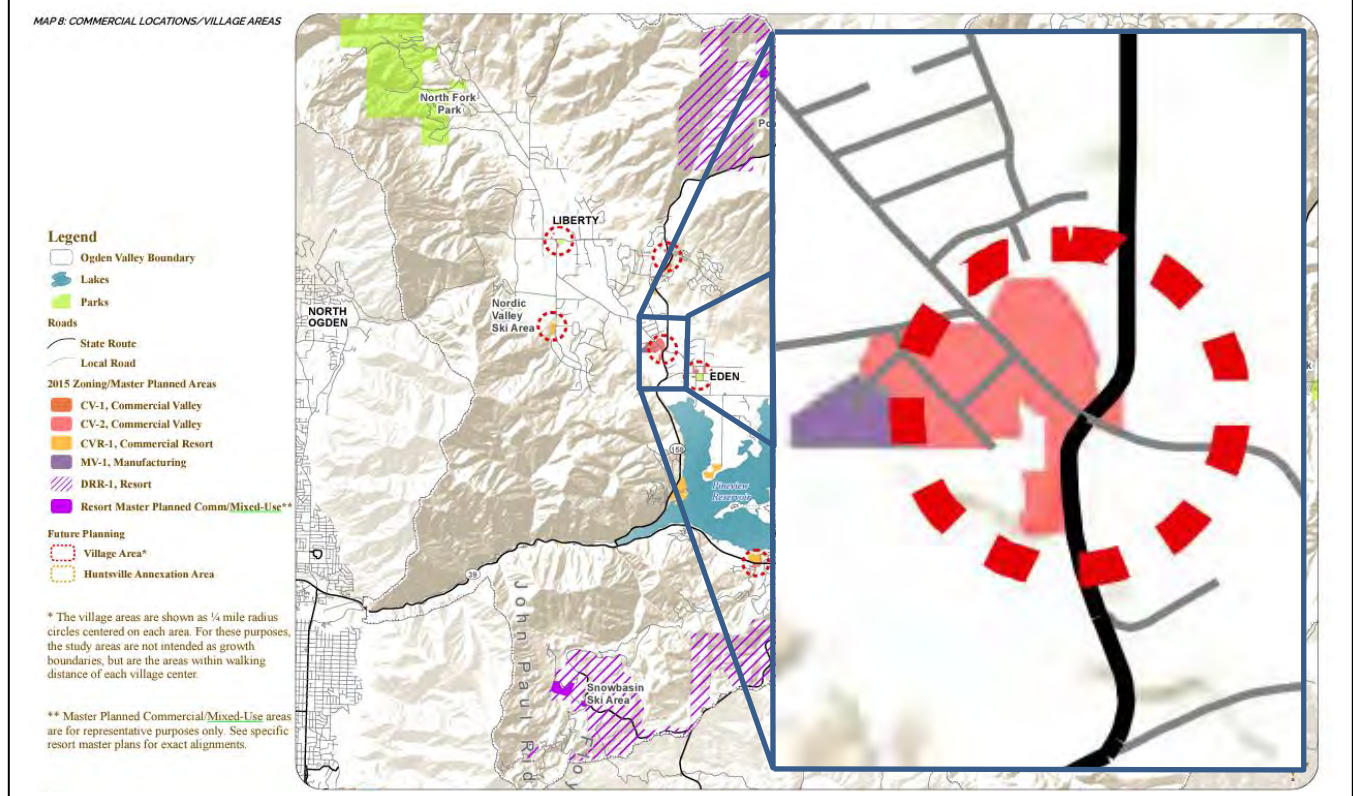 MAP 8: COMMERCIAL LOCATIONS/VILLAGE AREAS
North Fork
Park
Po
LIBERTY
Nordic
Valley
Ski Area
NORTH
OGDEN
EDEN
158
Pineview
Reservoir
39
John Paul Rid
Snowbasin
Ski Area
k
Legend
Ogden Valley Boundary
Lakes
Parks
Roads
State Route
Local Road
2015 Zoning/Master Planned Areas
CV-1, Commercial Valley
CV-2, Commercial Valley
CVR-1, Commercial Resort
MV-1, Manufacturing
DRR-1, Resort
Resort Master Planned Comm/Mixed-Use**
Future Planning
Village Area*
Huntsville Annexation Area
* The village areas are shown as ¼ mile radius
circles centered on each area. For these purposes,
the study areas are not intended as growth
boundaries, but are the areas within walking
distance of each village center.
** Master Planned Commercial/Mixed-Use areas
are for representative purposes only. See specific
resort master plans for exact alignments.